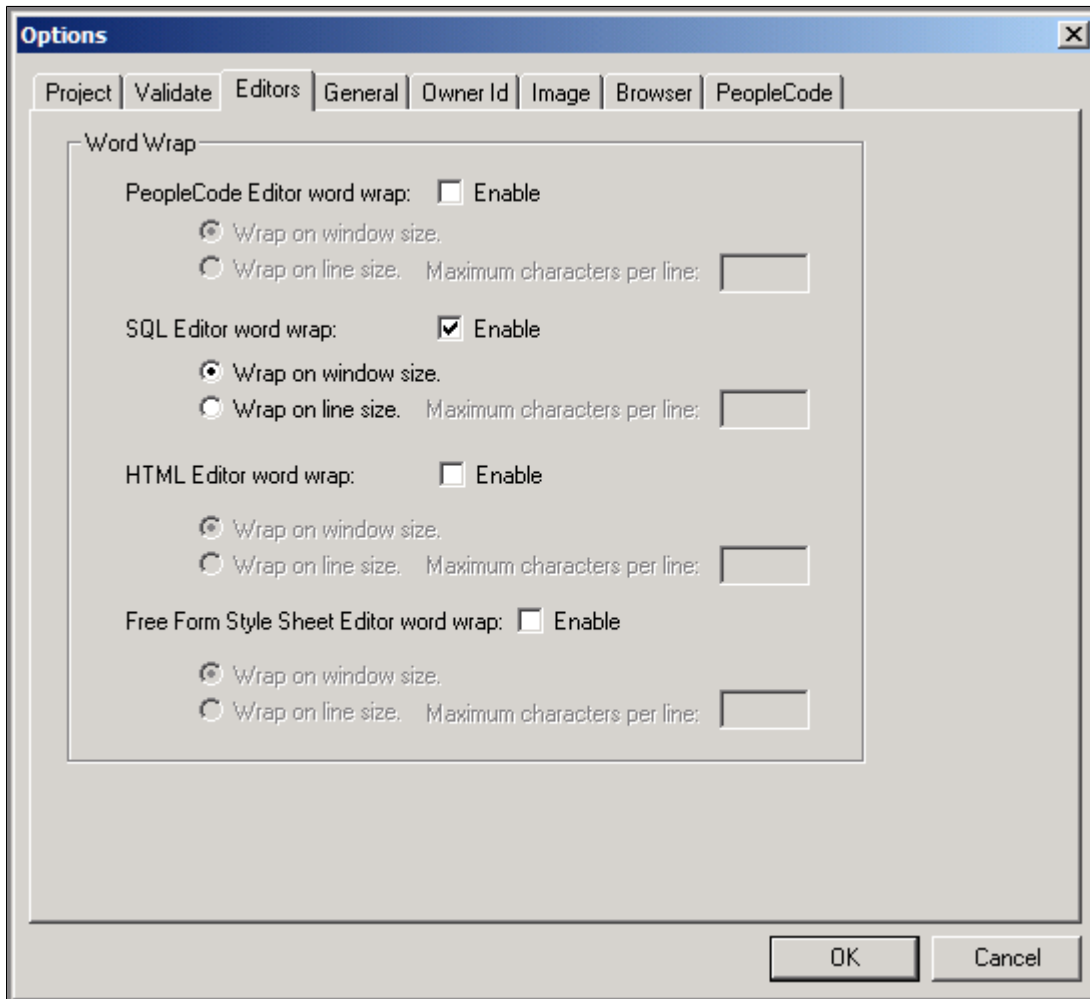 Options
Project Validate Editors General Owner Id Image Browser PeopleCode
Word Wrap
PeopleCode Editor word wrap: Enable
Wrap on window size.
Wrap on line size. Maximum characters per line:
SQL Editor word wrap: Enable
Wrap on window size.
Wrap on line size. Maximum characters per line:
HTML Editor word wrap: Enable
Wrap on window size.
Wrap on line size. Maximum characters per line:
Free Form Style Sheet Editor word wrap: Enable
Wrap on window size.
Wrap on line size. Maximum characters per line:
OK Cancel